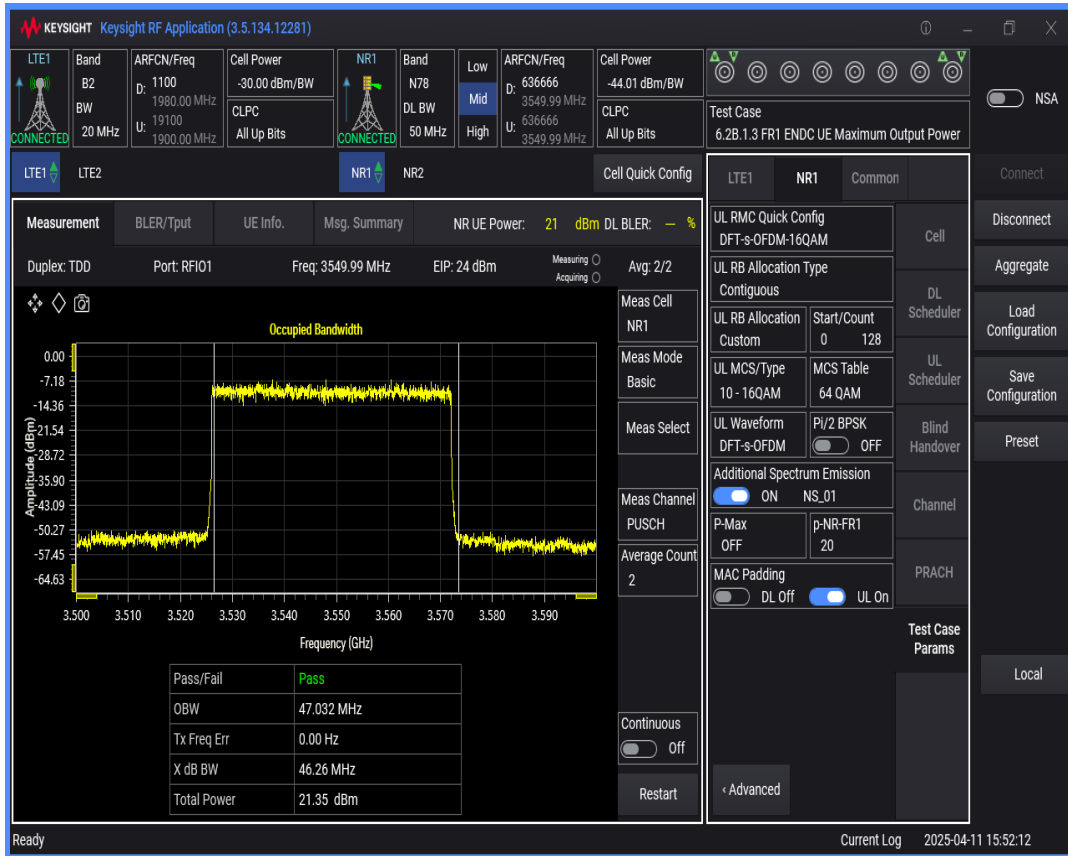 KEYSIGHT Keysight RF Application (3.5.134.12281)
LTE1
CONNECTED
Band
B2
BW
20 MHz
ARFCN/Freq
D: 1100
1980.00 MHz
U: 19100
1900.00 MHz
Cell Power
-30.00 dBm/BW
CLPC
All Up Bits
NR1
CONNECTED
Band
N78
DL BW
50 MHz
Low
Mid
High
ARFCN/Freq
D: 636666
3549.99 MHz
U: 636666
3549.99 MHz
Cell Power
-44.01 dBm/BW
CLPC
All Up Bits
Test Case
6.2B.1.3 FR1 ENDC UE Maximum Output Power
NSA
LTE1 LTE2 NR1 NR2 Cell Quick Config
Measurement BLER/Tput UE Info. Msg. Summary NR UE Power: 21 dBm DL BLER: — %
Duplex: TDD Port: RFIO1 Freq: 3549.99 MHz EIP: 24 dBm Measuring Avg: 2/2
Acquiring
Occupied Bandwidth
Amplitude (dBm)
0.00
-7.18
-14.36
-21.54
-28.72
-35.90
-43.09
-50.27
-57.45
-64.63
3.500 3.510 3.520 3.530 3.540 3.550 3.560 3.570 3.580 3.590
Frequency (GHz)
Pass/Fail Pass
OBW 47.032 MHz
Tx Freq Err 0.00 Hz
X dB BW 46.26 MHz
Total Power 21.35 dBm
Meas Cell
NR1
Meas Mode
Basic
Meas Select
Meas Channel
PUSCH
Average Count
2
Continuous
Off
Restart
LTE1 NR1 Common
UL RMC Quick Config
DFT-s-OFDM-16QAM
UL RB Allocation Type
Contiguous
UL RB Allocation
Custom
Start/Count
0 128
UL MCS/Type
10 - 16QAM
MCS Table
64 QAM
UL Waveform
DFT-s-OFDM
Pi/2 BPSK
OFF
Additional Spectrum Emission
ON NS_01
P-Max
OFF
p-NR-FR1
20
MAC Padding
DL Off UL On
‹ Advanced
Cell
DL
Scheduler
UL
Scheduler
Blind
Handover
Channel
PRACH
Test Case
Params
Connect
Disconnect
Aggregate
Load
Configuration
Save
Configuration
Preset
Local
Ready Current Log 2025-04-11 15:52:12